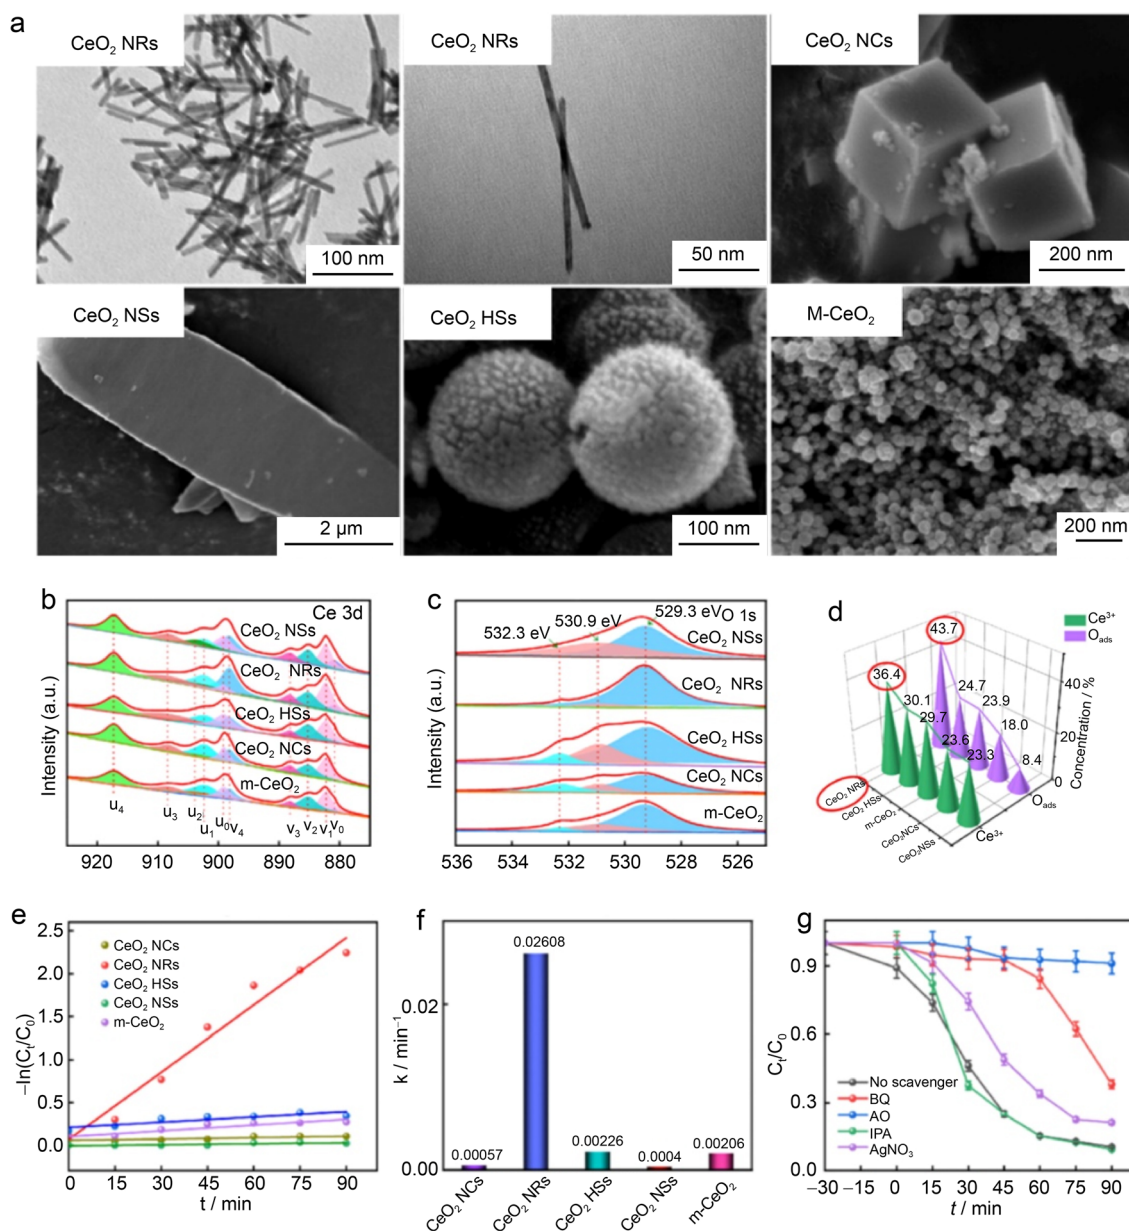 a
CeO₂ NRs
100 nm
CeO₂ NRs
50 nm
CeO₂ NCs
200 nm
CeO₂ NSs
2 µm
CeO₂ HSs
100 nm
M-CeO₂
200 nm
b
Ce 3d
CeO₂ NSs
CeO₂ NRs
CeO₂ HSs
CeO₂ NCs
m-CeO₂
u₄
u₃
u₂
u₁
u₀
v₄
v₃
v₂
v₁
v₀
Intensity (a.u.)
920 910 900 890 880
c
532.3 eV
530.9 eV
529.3 eV
O 1s
CeO₂ NSs
CeO₂ NRs
CeO₂ HSs
CeO₂ NCs
m-CeO₂
Intensity (a.u.)
536 534 532 530 528 526
d
Ce³⁺
Oads
36.4
30.1
29.7
23.6
23.3
43.7
24.7
23.9
18.0
8.4
40
20
0
Concentration / %
CeO₂ NRs
CeO₂ HSs
m-CeO₂
CeO₂NCs
CeO₂NSs
Ce³⁺
Oads
e
2.5
2.0
1.5
1.0
0.5
0.0
–ln(Cₜ/C₀)
CeO₂ NCs
CeO₂ NRs
CeO₂ HSs
CeO₂ NSs
m-CeO₂
0 15 30 45 60 75 90
t / min
f
0.02
0.00
k / min⁻¹
0.00057
0.02608
0.00226
0.0004
0.00206
CeO₂ NCs
CeO₂ NRs
CeO₂ HSs
CeO₂ NSs
m-CeO₂
g
0.9
0.6
0.3
0.0
Cₜ/C₀
No scavenger
BQ
AO
IPA
AgNO₃
–30 –15 0 15 30 45 60 75 90
t / min